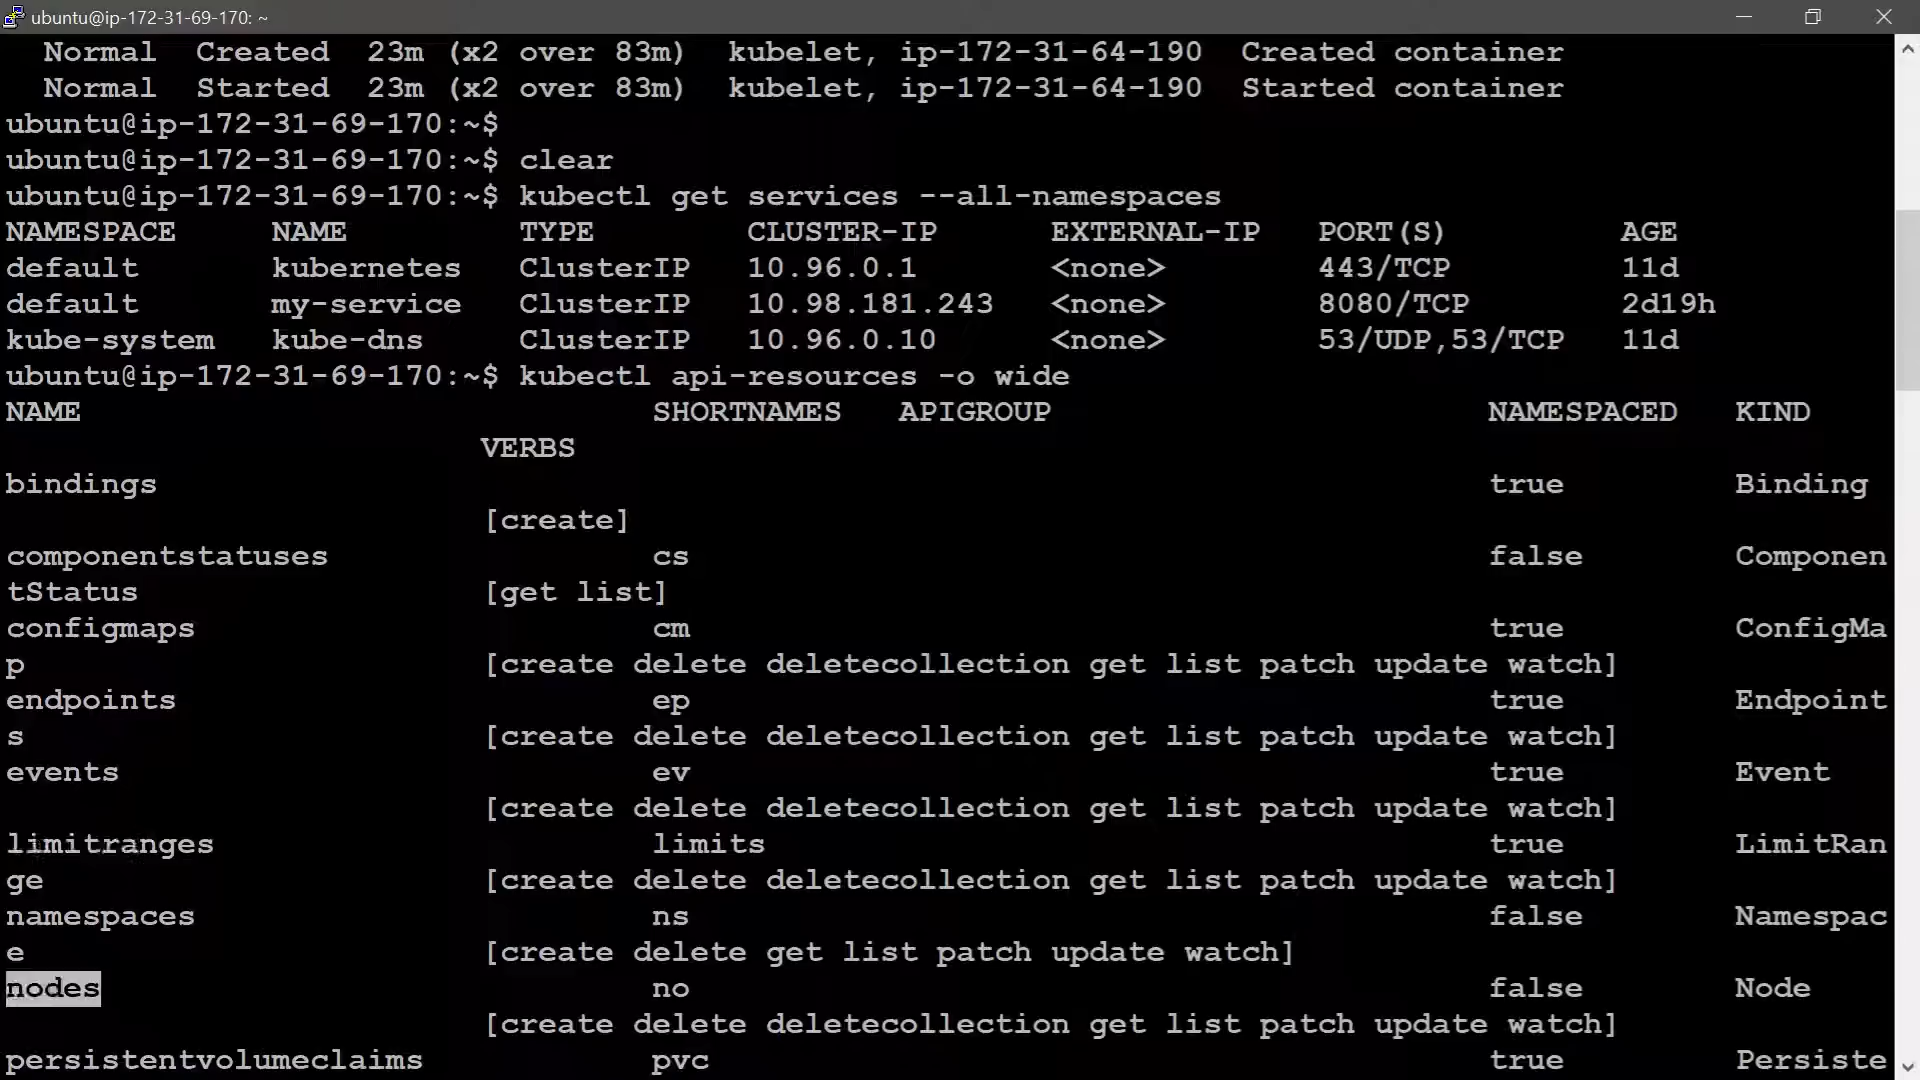 ubuntu@ip-172-31-69-170: ~
Normal  Created  23m (x2 over 83m)  kubelet, ip-172-31-64-190  Created container
Normal  Started  23m (x2 over 83m)  kubelet, ip-172-31-64-190  Started container
ubuntu@ip-172-31-69-170:~$
ubuntu@ip-172-31-69-170:~$ clear
ubuntu@ip-172-31-69-170:~$ kubectl get services --all-namespaces
NAMESPACE     NAME         TYPE        CLUSTER-IP      EXTERNAL-IP   PORT(S)         AGE
default       kubernetes   ClusterIP   10.96.0.1       <none>        443/TCP         11d
default       my-service   ClusterIP   10.98.181.243   <none>        8080/TCP        2d19h
kube-system   kube-dns     ClusterIP   10.96.0.10      <none>        53/UDP,53/TCP   11d
ubuntu@ip-172-31-69-170:~$ kubectl api-resources -o wide
NAME                              SHORTNAMES   APIGROUP                       NAMESPACED   KIND
VERBS
bindings                                                                      true         Binding
[create]
componentstatuses                 cs                                          false        Componen
tStatus                  [get list]
configmaps                        cm                                          true         ConfigMa
p                        [create delete deletecollection get list patch update watch]
endpoints                         ep                                          true         Endpoint
s                        [create delete deletecollection get list patch update watch]
events                            ev                                          true         Event
[create delete deletecollection get list patch update watch]
limitranges                       limits                                      true         LimitRan
ge                       [create delete deletecollection get list patch update watch]
namespaces                        ns                                          false        Namespac
e                        [create delete get list patch update watch]
nodes                             no                                          false        Node
[create delete deletecollection get list patch update watch]
persistentvolumeclaims            pvc                                         true         Persiste